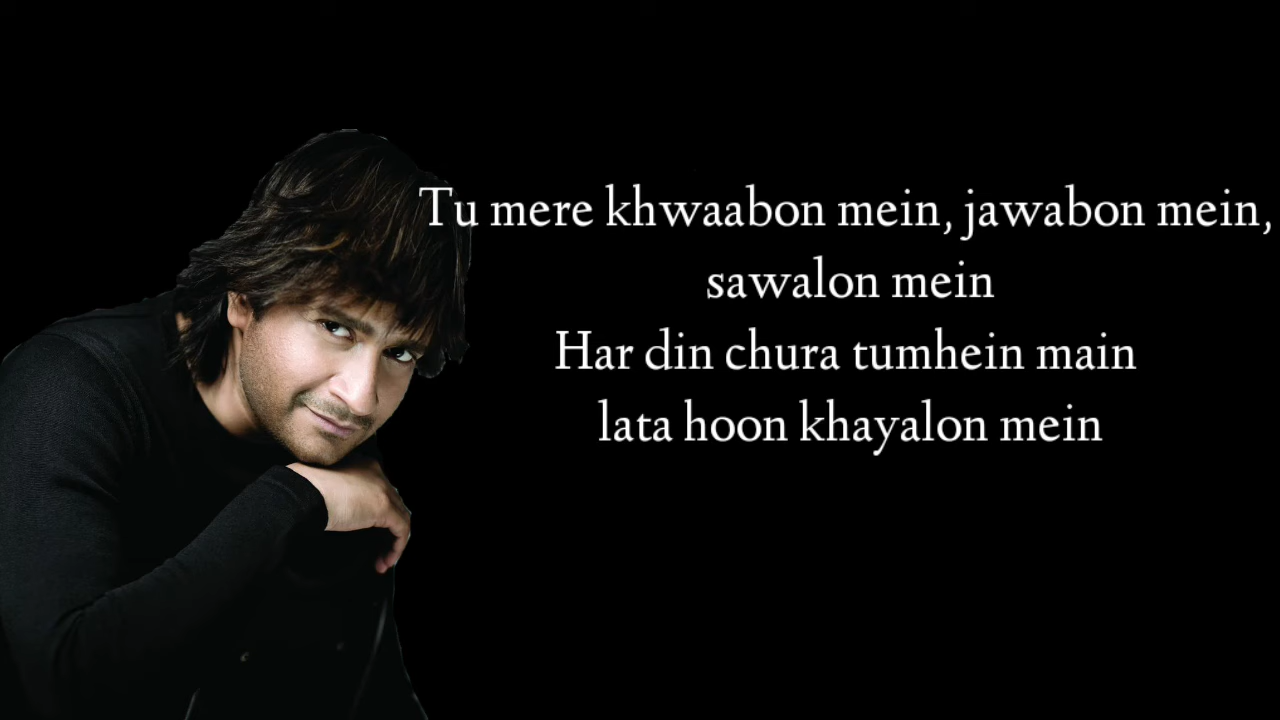 Tu mere khwaabon mein, jawabon mein,
sawalon mein
Har din chura tumhein main
lata hoon khayalon mein